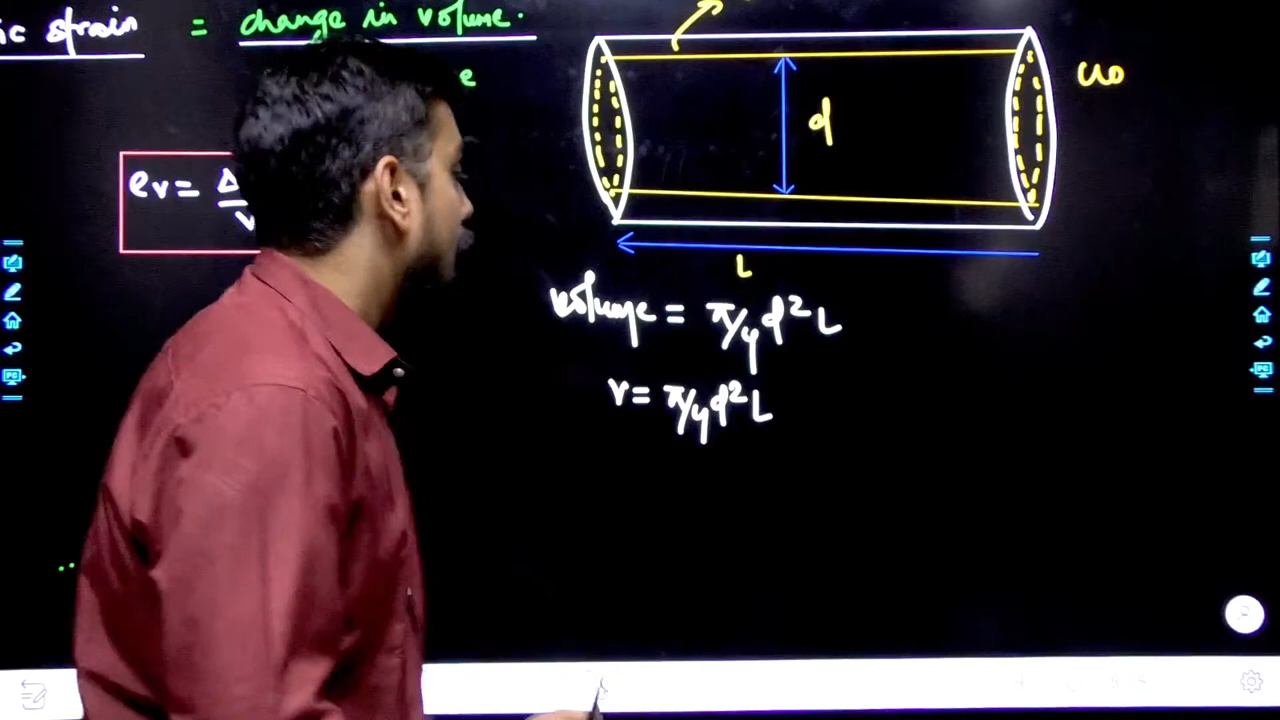 ic strain = change in volume.
e
d
L
ev = Δ
v
volume = π/4 d² L
v = π/4 d² L